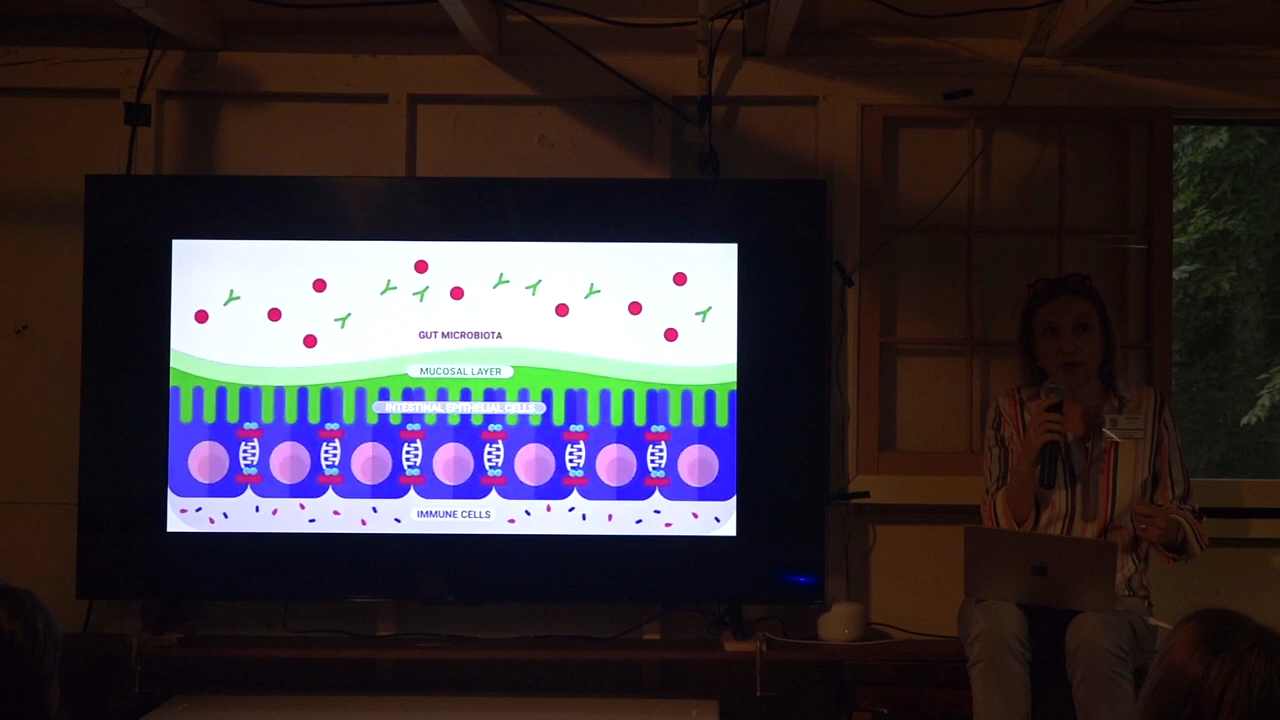 GUT MICROBIOTA
MUCOSAL LAYER
INTESTINAL EPITHELIAL CELLS
IMMUNE CELLS